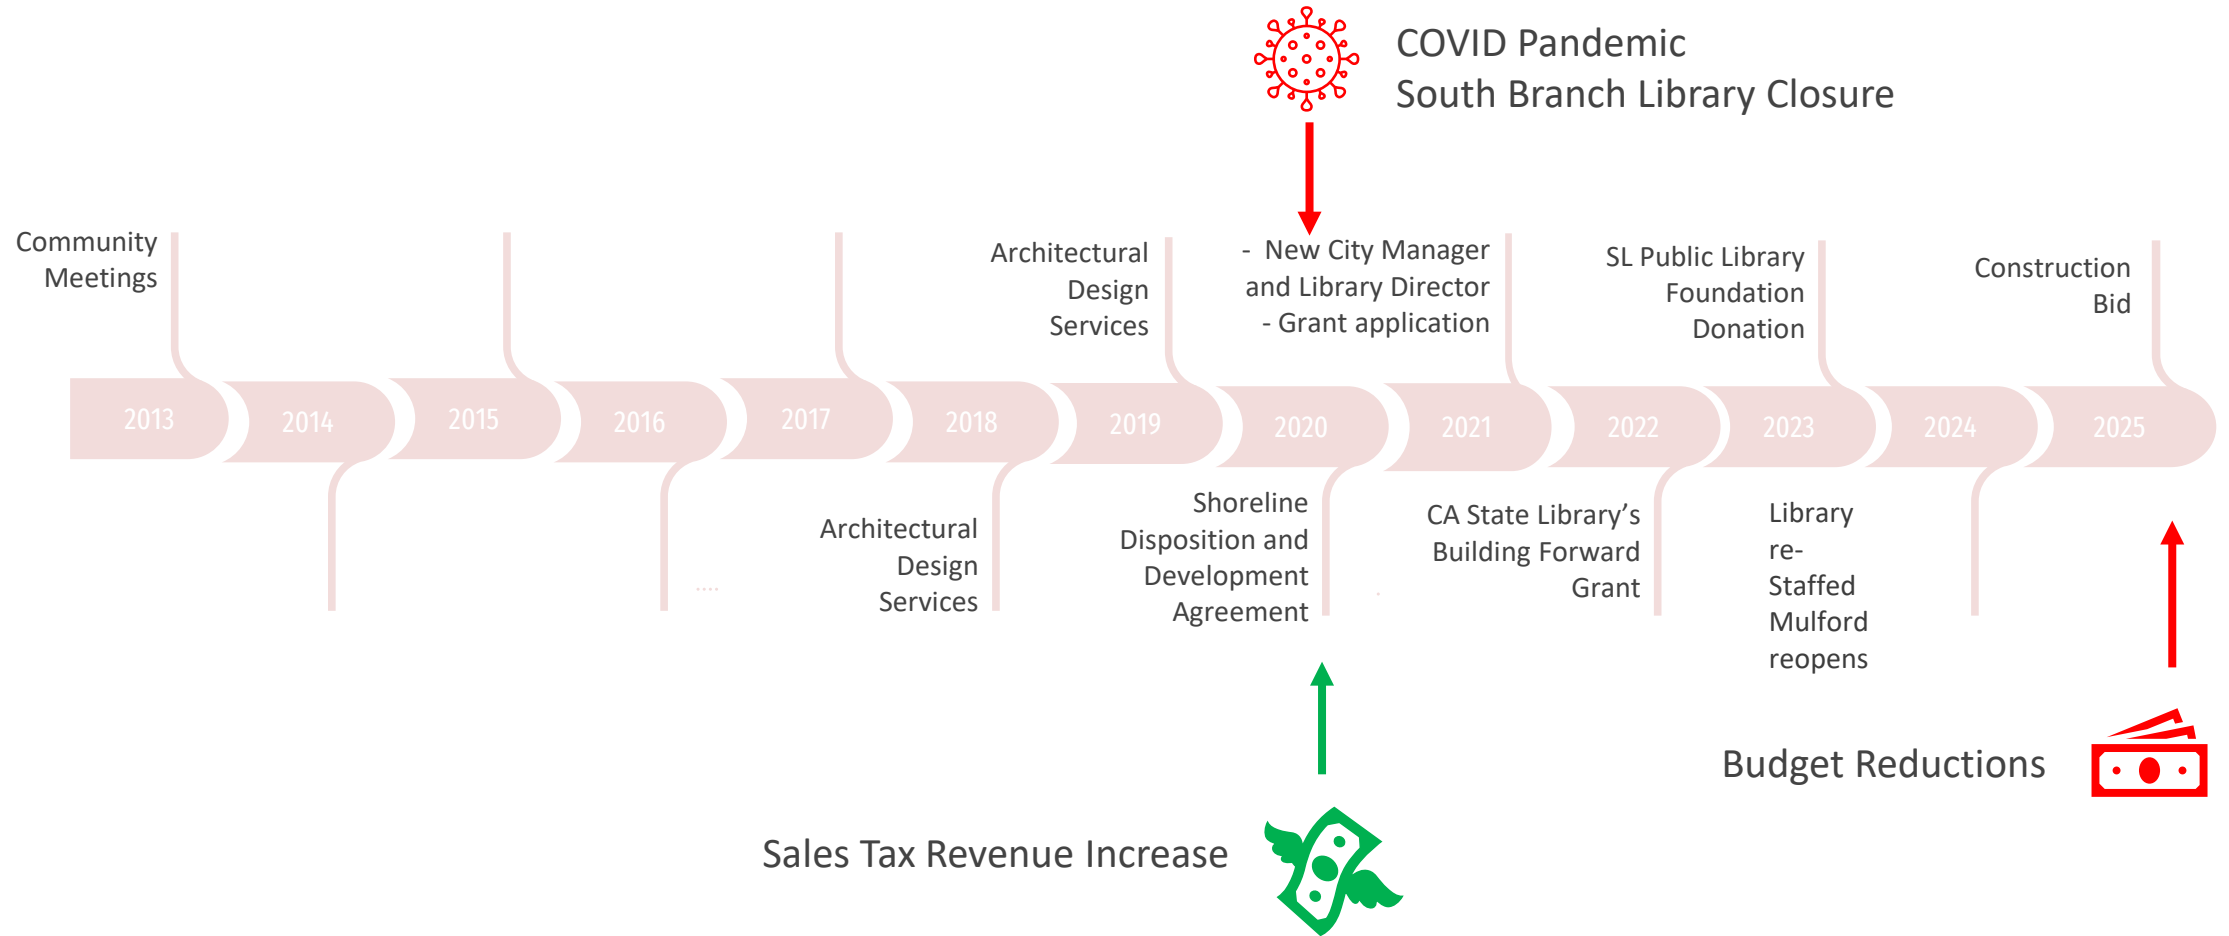 COVID Pandemic
South Branch Library Closure
Community
Meetings
Architectural
Design
Services
- New City Manager
and Library Director
- Grant application
SL Public Library
Foundation
Donation
Construction
Bid
2013
2014
2015
2016
2017
2018
2019
2020
2021
2022
2023
2024
2025
....
Architectural
Design
Services
Shoreline
Disposition and
Development
Agreement
.
CA State Library’s
Building Forward
Grant
Library
re-
Staffed
Mulford
reopens
Budget Reductions
Sales Tax Revenue Increase